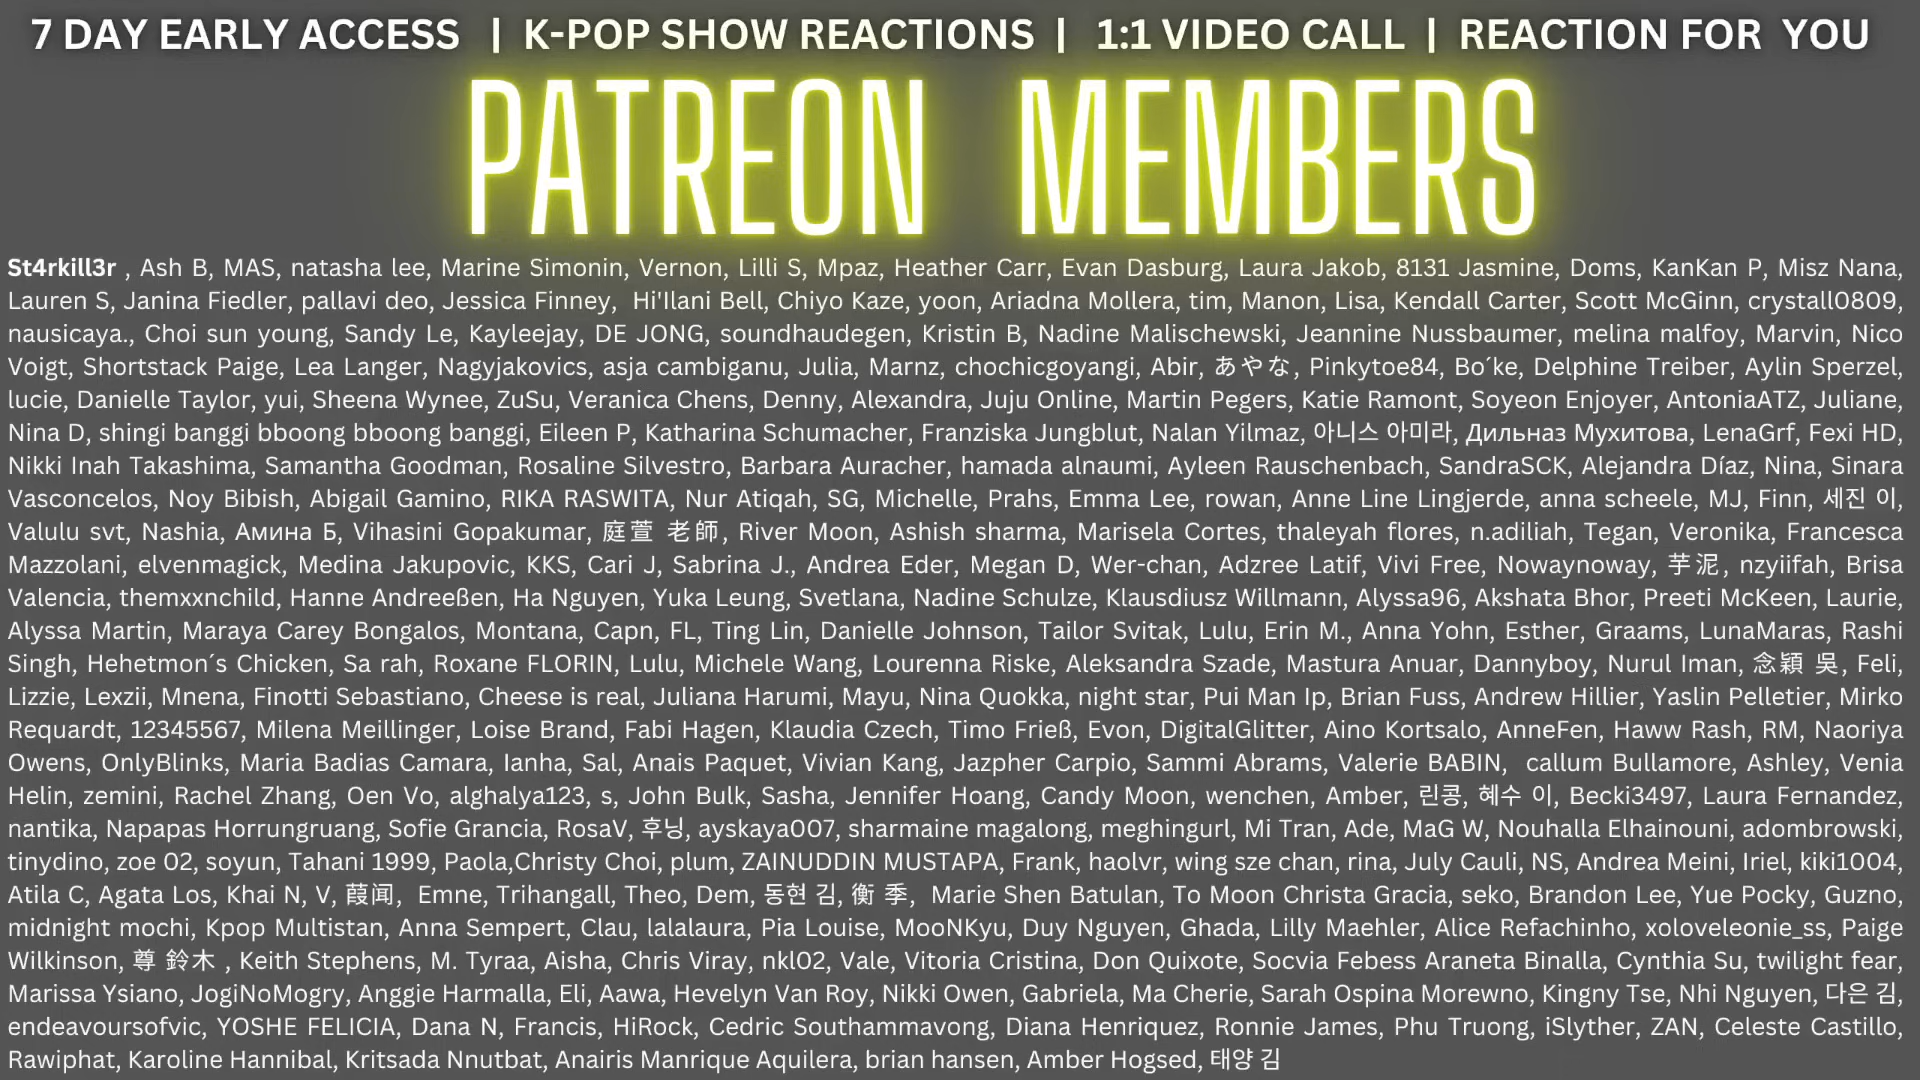 7 DAY EARLY ACCESS | K-POP SHOW REACTIONS | 1:1 VIDEO CALL | REACTION FOR YOU
PATREON MEMBERS
St4rkill3r , Ash B, MAS, natasha lee, Marine Simonin, Vernon, Lilli S, Mpaz, Heather Carr, Evan Dasburg, Laura Jakob, 8131 Jasmine, Doms, KanKan P, Misz Nana,
Lauren S, Janina Fiedler, pallavi deo, Jessica Finney, Hi'Ilani Bell, Chiyo Kaze, yoon, Ariadna Mollera, tim, Manon, Lisa, Kendall Carter, Scott McGinn, crystall0809,
nausicaya., Choi sun young, Sandy Le, Kayleejay, DE JONG, soundhaudegen, Kristin B, Nadine Malischewski, Jeannine Nussbaumer, melina malfoy, Marvin, Nico
Voigt, Shortstack Paige, Lea Langer, Nagyjakovics, asja cambiganu, Julia, Marnz, chochicgoyangi, Abir, あやな, Pinkytoe84, Bo´ke, Delphine Treiber, Aylin Sperzel,
lucie, Danielle Taylor, yui, Sheena Wynee, ZuSu, Veranica Chens, Denny, Alexandra, Juju Online, Martin Pegers, Katie Ramont, Soyeon Enjoyer, AntoniaATZ, Juliane,
Nina D, shingi banggi bboong bboong banggi, Eileen P, Katharina Schumacher, Franziska Jungblut, Nalan Yilmaz, 아니스 아미라, Дильназ Мухитова, LenaGrf, Fexi HD,
Nikki Inah Takashima, Samantha Goodman, Rosaline Silvestro, Barbara Auracher, hamada alnaumi, Ayleen Rauschenbach, SandraSCK, Alejandra Díaz, Nina, Sinara
Vasconcelos, Noy Bibish, Abigail Gamino, RIKA RASWITA, Nur Atiqah, SG, Michelle, Prahs, Emma Lee, rowan, Anne Line Lingjerde, anna scheele, MJ, Finn, 세진 이,
Valulu svt, Nashia, Амина Б, Vihasini Gopakumar, 庭萱 老師, River Moon, Ashish sharma, Marisela Cortes, thaleyah flores, n.adiliah, Tegan, Veronika, Francesca
Mazzolani, elvenmagick, Medina Jakupovic, KKS, Cari J, Sabrina J., Andrea Eder, Megan D, Wer-chan, Adzree Latif, Vivi Free, Nowaynoway, 芋泥, nzyiifah, Brisa
Valencia, themxxnchild, Hanne Andreeßen, Ha Nguyen, Yuka Leung, Svetlana, Nadine Schulze, Klausdiusz Willmann, Alyssa96, Akshata Bhor, Preeti McKeen, Laurie,
Alyssa Martin, Maraya Carey Bongalos, Montana, Capn, FL, Ting Lin, Danielle Johnson, Tailor Svitak, Lulu, Erin M., Anna Yohn, Esther, Graams, LunaMaras, Rashi
Singh, Hehetmon´s Chicken, Sa rah, Roxane FLORIN, Lulu, Michele Wang, Lourenna Riske, Aleksandra Szade, Mastura Anuar, Dannyboy, Nurul Iman, 念穎 吳, Feli,
Lizzie, Lexzii, Mnena, Finotti Sebastiano, Cheese is real, Juliana Harumi, Mayu, Nina Quokka, night star, Pui Man Ip, Brian Fuss, Andrew Hillier, Yaslin Pelletier, Mirko
Requardt, 12345567, Milena Meillinger, Loise Brand, Fabi Hagen, Klaudia Czech, Timo Frieß, Evon, DigitalGlitter, Aino Kortsalo, AnneFen, Haww Rash, RM, Naoriya
Owens, OnlyBlinks, Maria Badias Camara, Ianha, Sal, Anais Paquet, Vivian Kang, Jazpher Carpio, Sammi Abrams, Valerie BABIN, callum Bullamore, Ashley, Venia
Helin, zemini, Rachel Zhang, Oen Vo, alghalya123, s, John Bulk, Sasha, Jennifer Hoang, Candy Moon, wenchen, Amber, 린콩, 혜수 이, Becki3497, Laura Fernandez,
nantika, Napapas Horrungruang, Sofie Grancia, RosaV, 후닝, ayskaya007, sharmaine magalong, meghingurl, Mi Tran, Ade, MaG W, Nouhalla Elhainouni, adombrowski,
tinydino, zoe 02, soyun, Tahani 1999, Paola,Christy Choi, plum, ZAINUDDIN MUSTAPA, Frank, haolvr, wing sze chan, rina, July Cauli, NS, Andrea Meini, Iriel, kiki1004,
Atila C, Agata Los, Khai N, V, 葭闻, Emne, Trihangall, Theo, Dem, 동현 김, 衡 季, Marie Shen Batulan, To Moon Christa Gracia, seko, Brandon Lee, Yue Pocky, Guzno,
midnight mochi, Kpop Multistan, Anna Sempert, Clau, lalalaura, Pia Louise, MooNKyu, Duy Nguyen, Ghada, Lilly Maehler, Alice Refachinho, xoloveleonie_ss, Paige
Wilkinson, 尊 鈴木 , Keith Stephens, M. Tyraa, Aisha, Chris Viray, nkl02, Vale, Vitoria Cristina, Don Quixote, Socvia Febess Araneta Binalla, Cynthia Su, twilight fear,
Marissa Ysiano, JogiNoMogry, Anggie Harmalla, Eli, Aawa, Hevelyn Van Roy, Nikki Owen, Gabriela, Ma Cherie, Sarah Ospina Morewno, Kingny Tse, Nhi Nguyen, 다은 김,
endeavoursofvic, YOSHE FELICIA, Dana N, Francis, HiRock, Cedric Southammavong, Diana Henriquez, Ronnie James, Phu Truong, iSlyther, ZAN, Celeste Castillo,
Rawiphat, Karoline Hannibal, Kritsada Nnutbat, Anairis Manrique Aquilera, brian hansen, Amber Hogsed, 태양 김